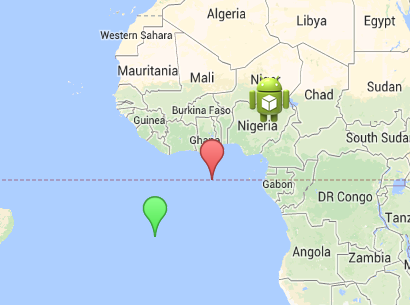 Algeria
Libya
Egypt
Western Sahara
Mauritania
Mali
Niger
Chad
Sudan
Burkina Faso
Guinea
Ghana
Nigeria
South Suda
Gabon
DR Congo
Tanz
Angola
Zambia